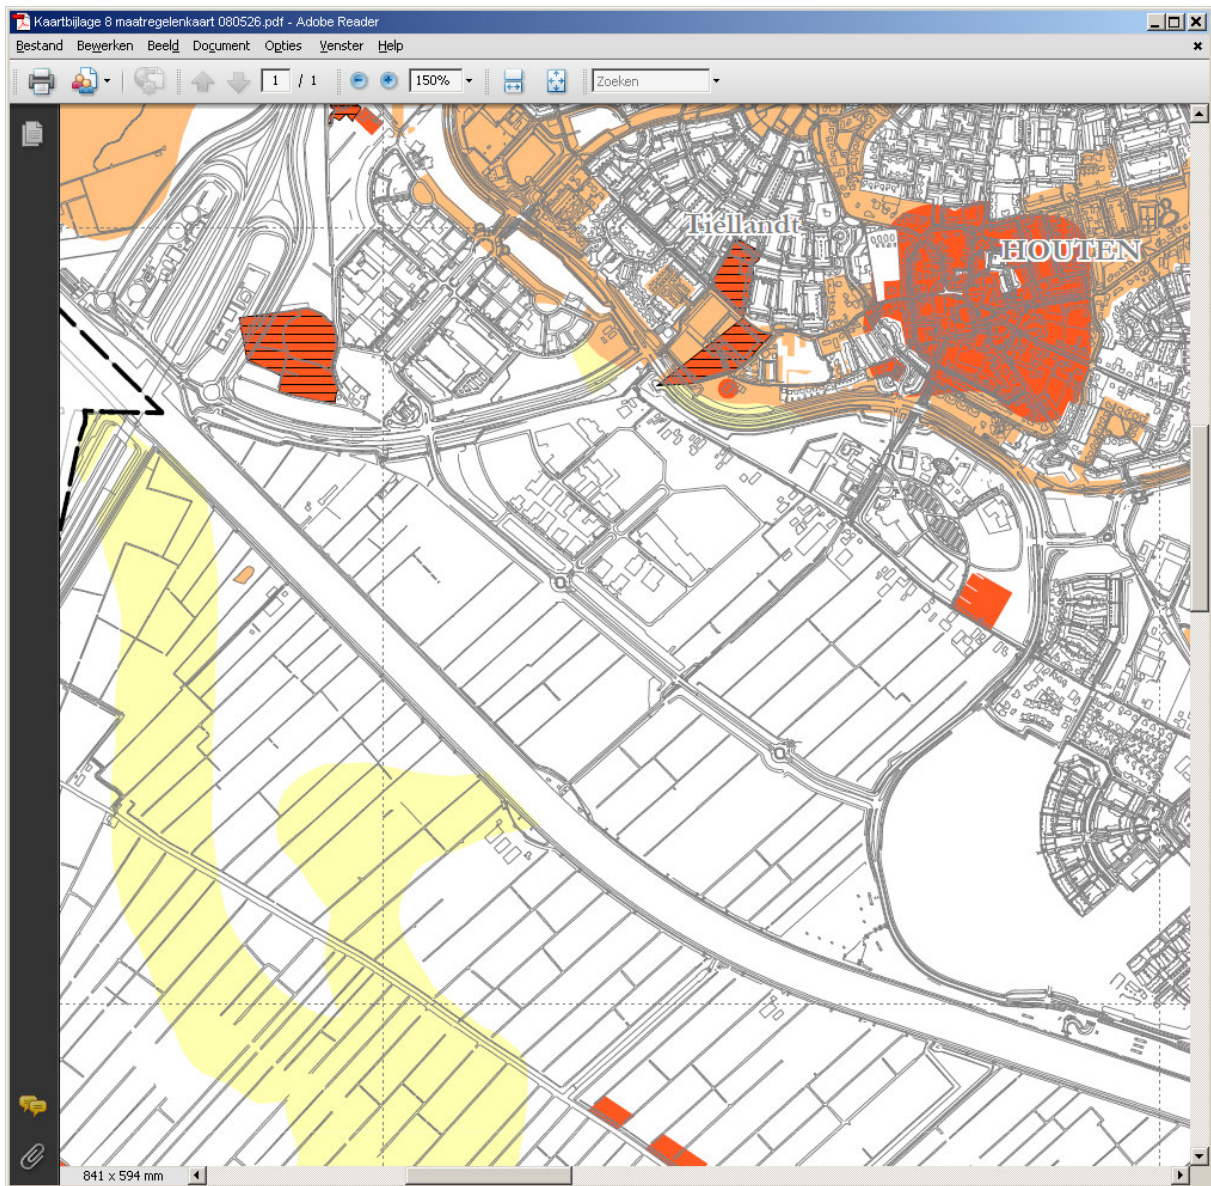 Kaartbijlage 8 maatregelenkaart 080526.pdf - Adobe Reader
Bestand Bewerken Beeld Document Opties Venster Help
1 / 1 150% Zoeken
Tiellandt
HOUTEN
841 x 594 mm